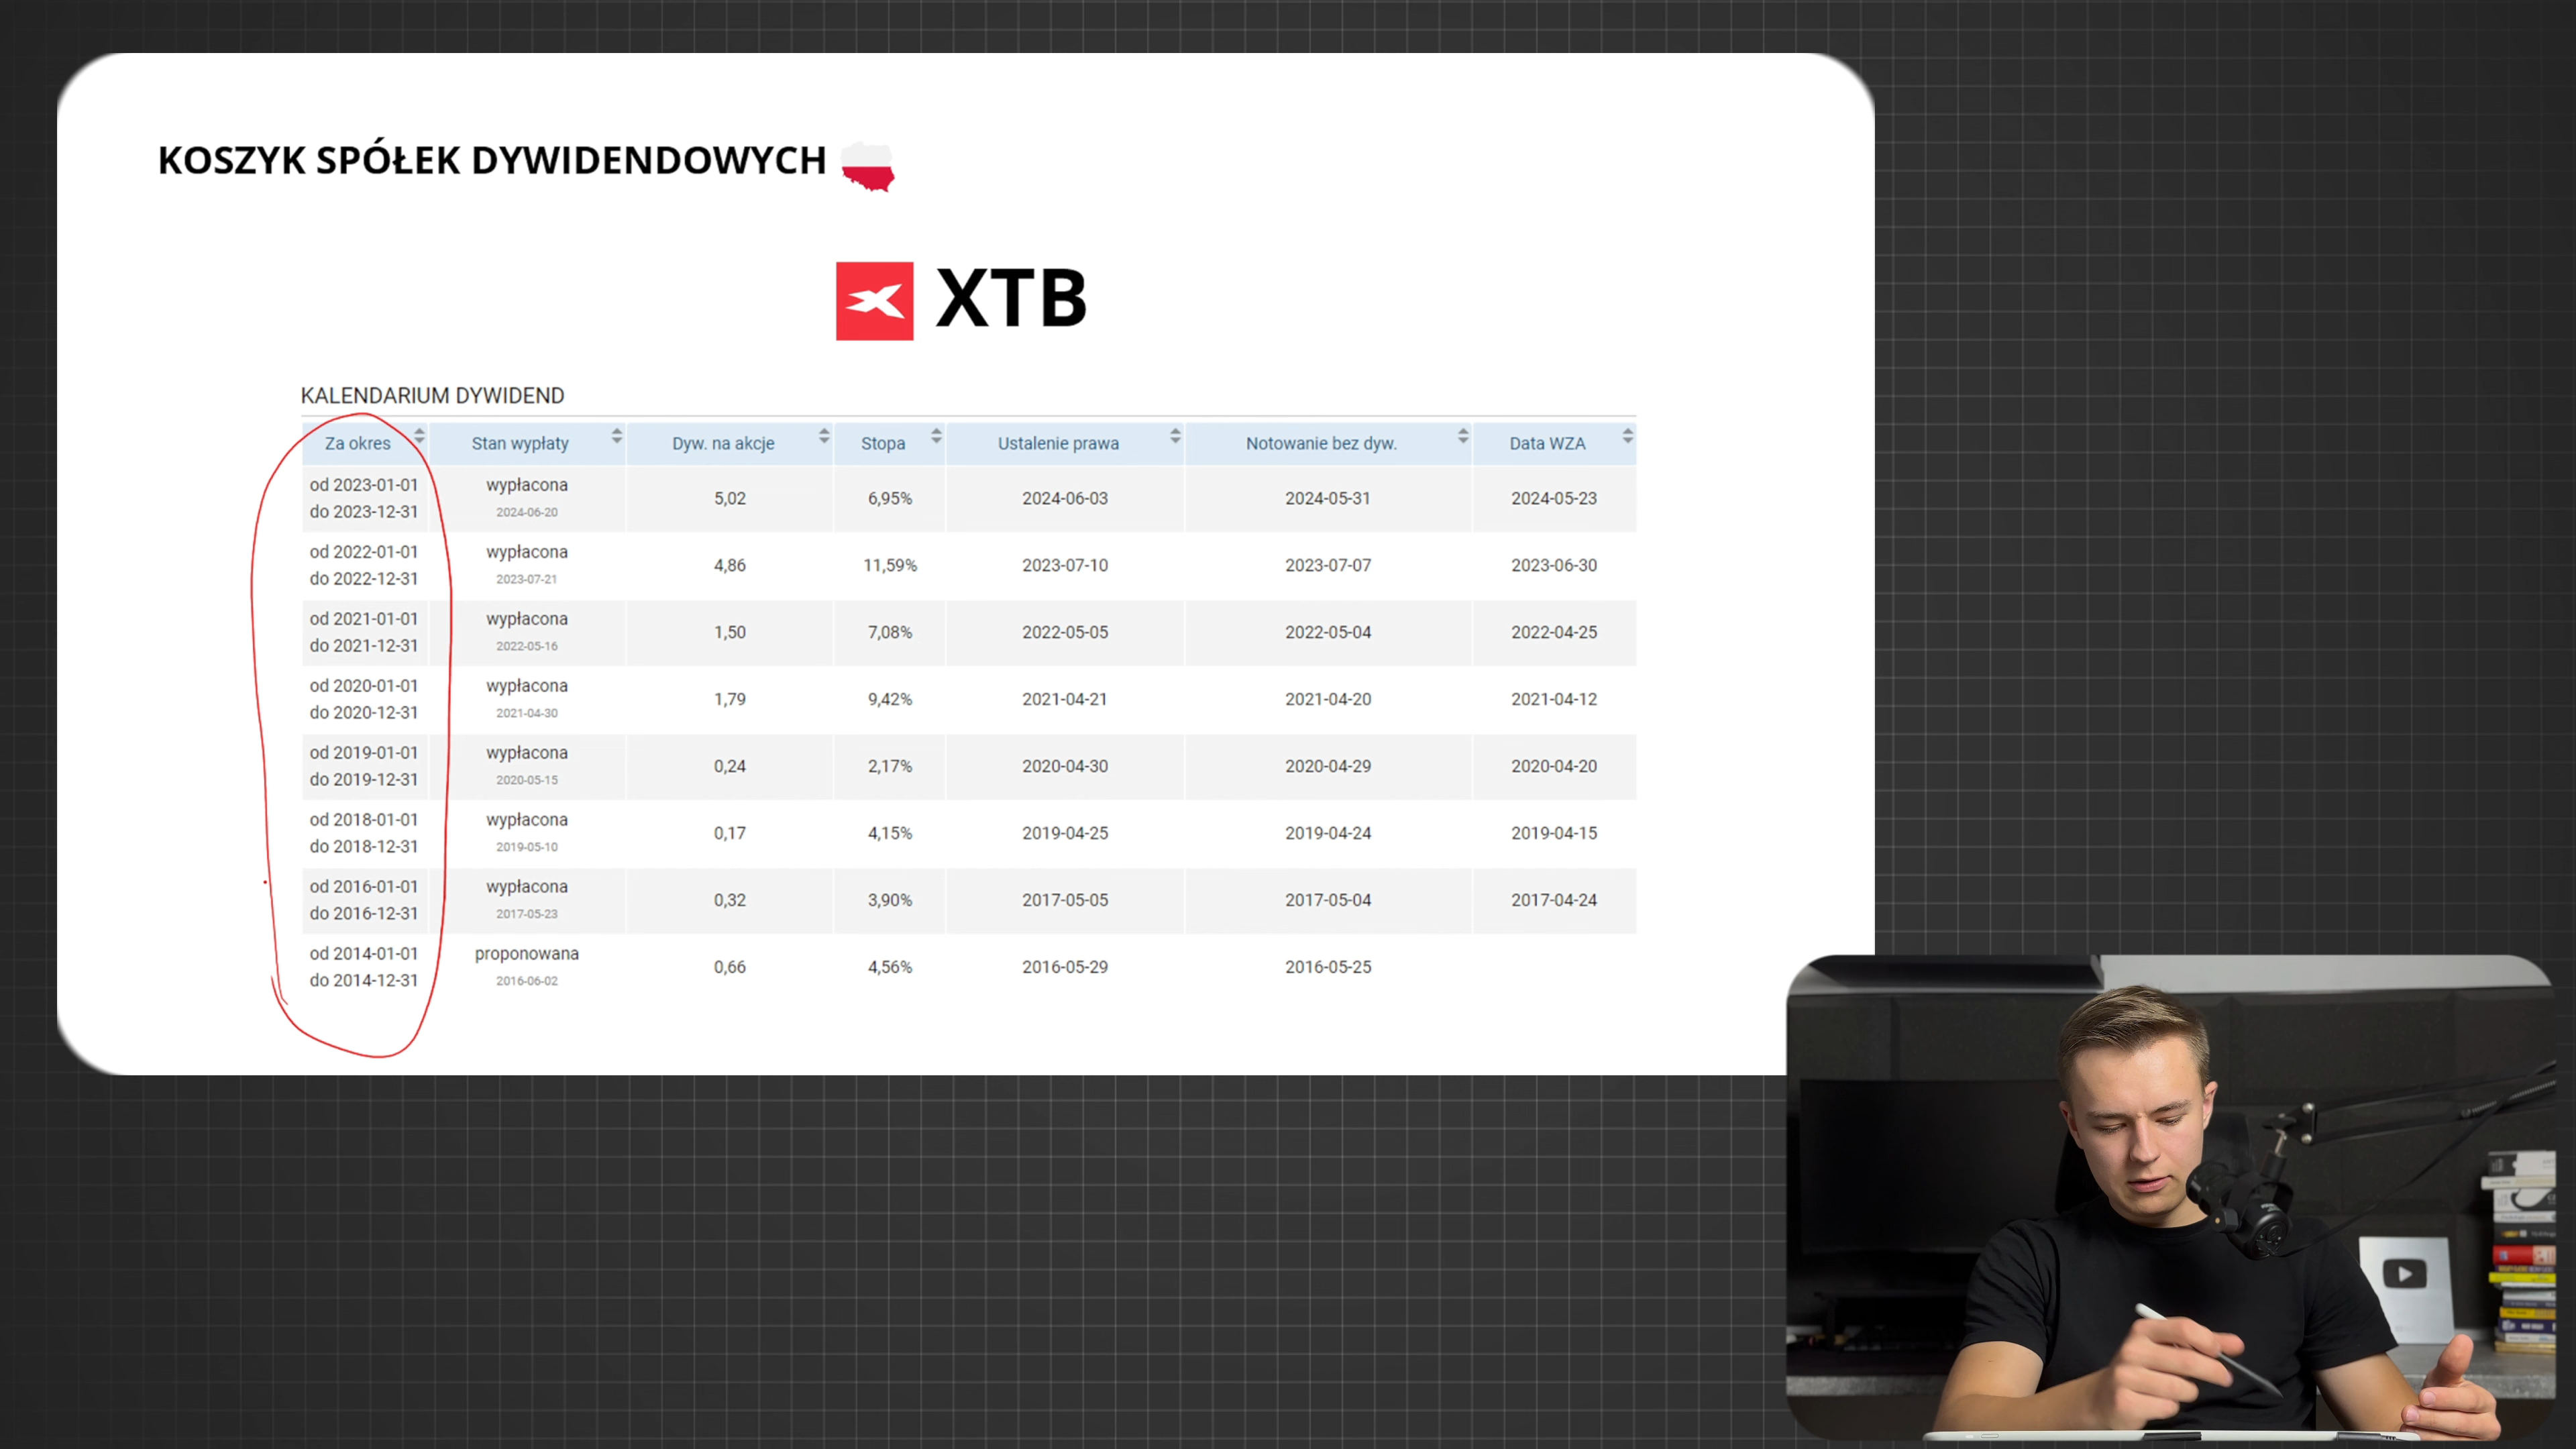 KOSZYK SPÓŁEK DYWIDENDOWYCH
XTB
KALENDARIUM DYWIDEND
Za okres Stan wypłaty Dyw. na akcje Stopa Ustalenie prawa Notowanie bez dyw. Data WZA
od 2023-01-01 wypłacona
do 2023-12-31 2024-06-20 5,02 6,95% 2024-06-03 2024-05-31 2024-05-23
od 2022-01-01 wypłacona
do 2022-12-31 2023-07-21 4,86 11,59% 2023-07-10 2023-07-07 2023-06-30
od 2021-01-01 wypłacona
do 2021-12-31 2022-05-16 1,50 7,08% 2022-05-05 2022-05-04 2022-04-25
od 2020-01-01 wypłacona
do 2020-12-31 2021-04-30 1,79 9,42% 2021-04-21 2021-04-20 2021-04-12
od 2019-01-01 wypłacona
do 2019-12-31 2020-05-15 0,24 2,17% 2020-04-30 2020-04-29 2020-04-20
od 2018-01-01 wypłacona
do 2018-12-31 2019-05-10 0,17 4,15% 2019-04-25 2019-04-24 2019-04-15
od 2016-01-01 wypłacona
do 2016-12-31 2017-05-23 0,32 3,90% 2017-05-05 2017-05-04 2017-04-24
od 2014-01-01 proponowana
do 2014-12-31 2016-06-02 0,66 4,56% 2016-05-29 2016-05-25